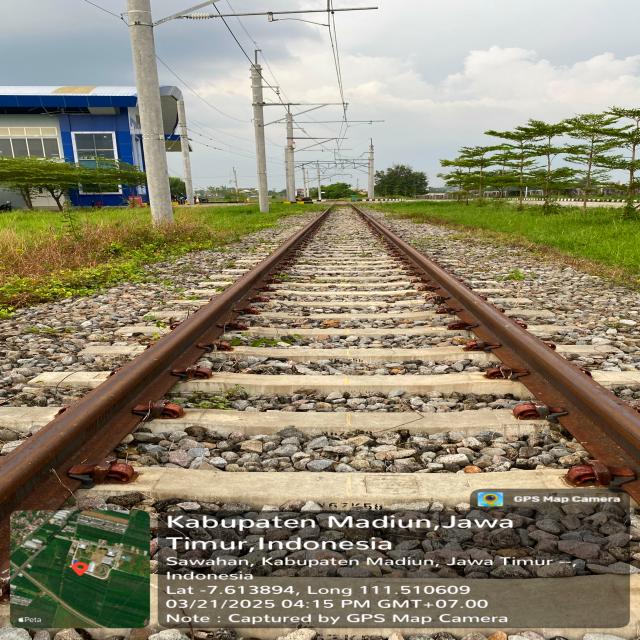 GPS Map Camera
Kabupaten Madiun,Jawa
Timur,Indonesia
Sawahan, Kabupaten Madiun, Jawa Timur --,
Indonesia
Lat -7.613894, Long 111.510609
03/21/2025 04:15 PM GMT+07.00
Note : Captured by GPS Map Camera
Peta